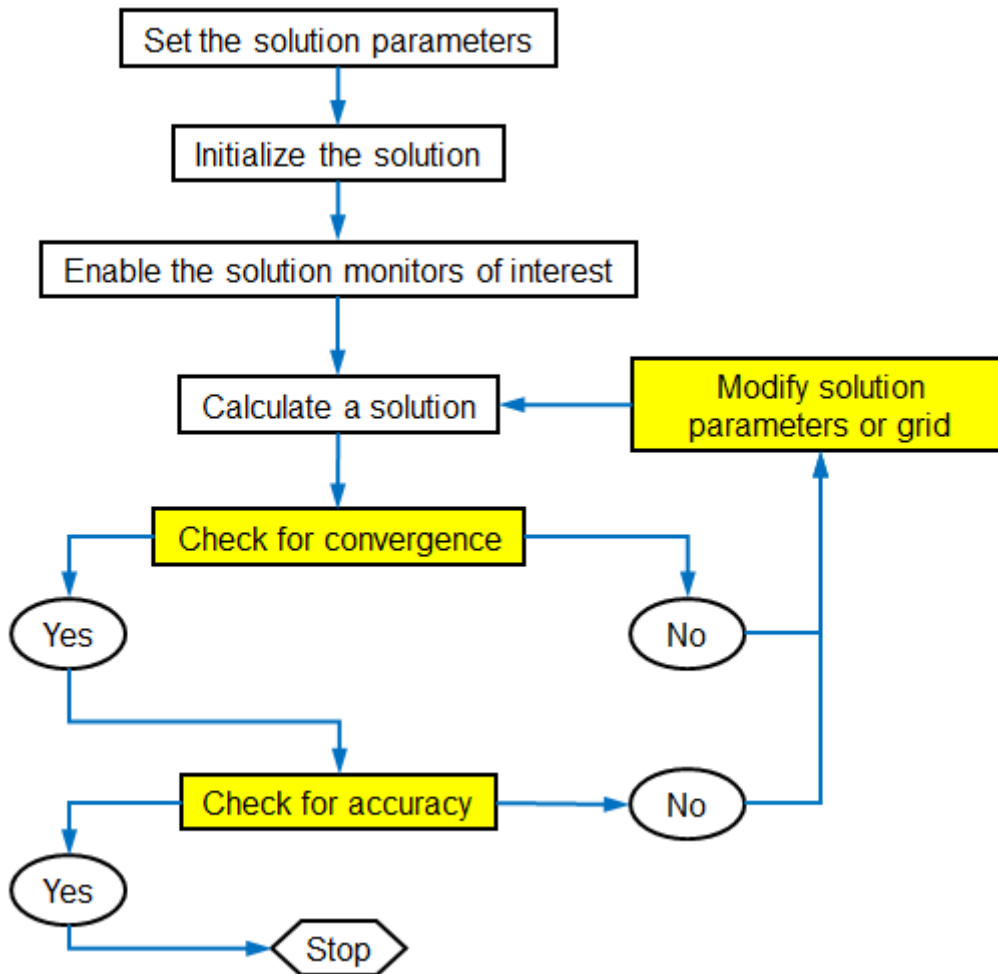 Set the solution parameters
Initialize the solution
Enable the solution monitors of interest
Calculate a solution
Modify solution
parameters or grid
Check for convergence
Yes
No
Check for accuracy
No
Yes
Stop